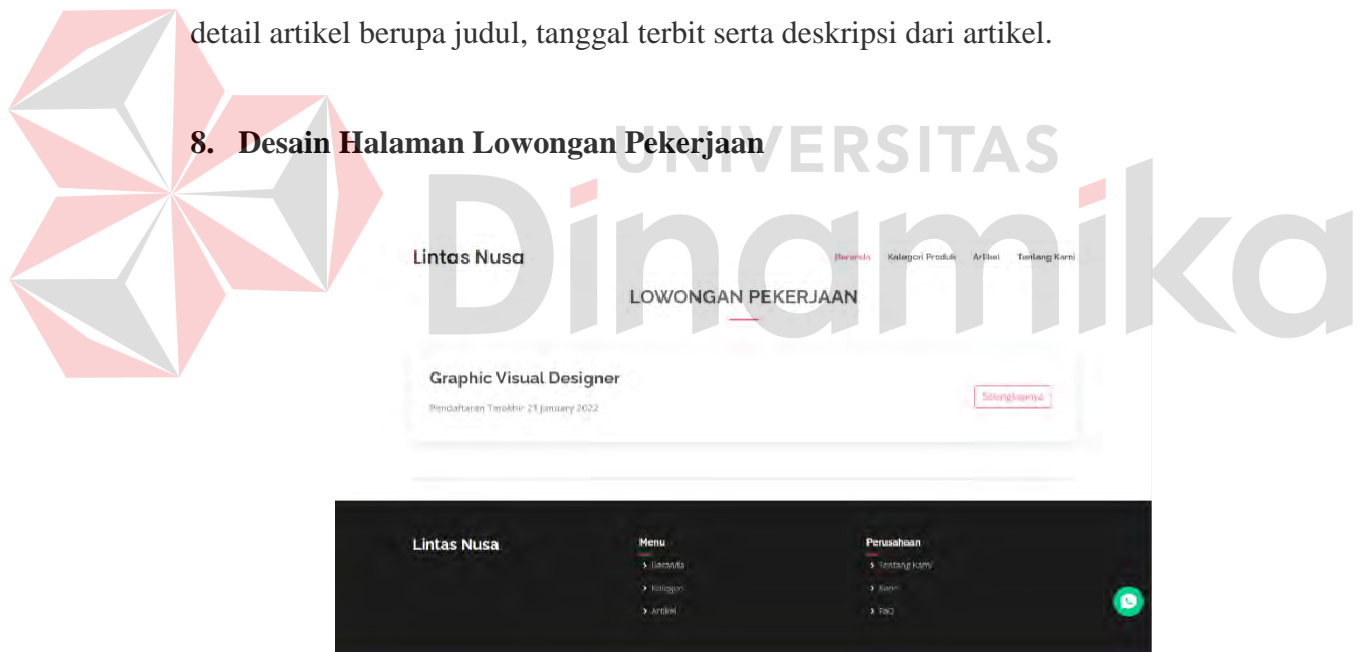 detail artikel berupa judul, tanggal terbit serta deskripsi dari artikel.
8. Desain Halaman Lowongan Pekerjaan
UNIVERSITAS
Dinamika
Lintas Nusa
Beranda Kategori Produk Artikel Tentang Kami
LOWONGAN PEKERJAAN
Graphic Visual Designer
Pendaftaran Terakhir 21 January 2022
Selengkapnya
Lintas Nusa Menu Perusahaan
Beranda Tentang Kami
Kategori
Artikel FAQ